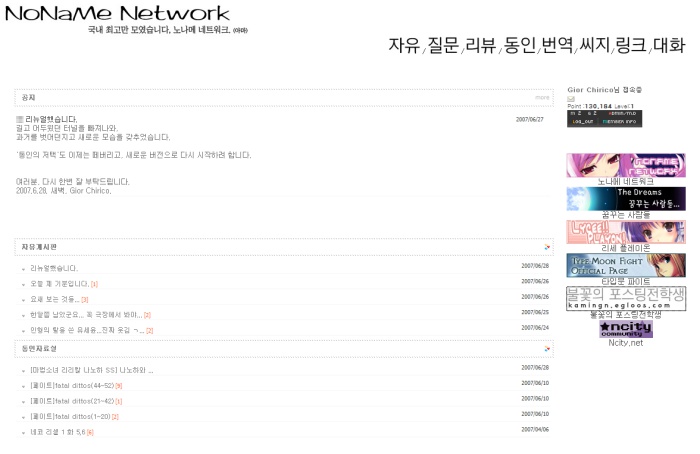 NoNaMe Network
국내 최고만 모였습니다, 노나메 네트워크. (아마)
자유/질문/리뷰/동인/번역/씨지/링크/대화
공지
more
리뉴얼했습니다.
2007/06/27
길고 어두웠던 터널을 빠져나와,
과거를 벗어던지고 새로운 모습을 갖추었습니다.
'동인의 저택'도 이제는 폐버리고, 새로운 버전으로 다시 시작하려 합니다.
여러분, 다시 한번 잘 부탁드립니다.
2007.6.28, 새벽. Gior Chirico.
자유게시판
리뉴얼했습니다.
2007/06/28
오늘 제 기분입니다. [1]
2007/06/26
요새 보는 것들... [3]
2007/06/26
한달쯤 남았군요... 꼭 극장에서 봐야... [3]
2007/06/25
인형의 탈을 쓴 유세윤...진짜 웃김 ㄱ... [2]
2007/06/24
동인자료실
[마법소녀 리리칼 나노하 SS] 나노하와 ...
2007/06/28
[페이트]fatal dittos(44~52) [9]
2007/06/10
[페이트]fatal dittos(21~42) [1]
2007/06/10
[페이트]fatal dittos(1~20) [2]
2007/06/10
네코 리셀 1화 5,6 [6]
2007/04/06
Gior Chirico님 접속중
Point:130,184 Level:1
LOG_OUT MEMBER INFO
NONAME NETWORK
노나메 네트워크
The Dreams
꿈꾸는 사람들...
꿈꾸는 사람들
LYCEE!! PLAYON!
리세 플레이온
TYPE MOON FIGHT
OFFICIAL PAGE
타입문 파이트
불꽃의 포스팅전학생
kamingn.egloos.com
불꽃의 포스팅전학생
★ncity
community
Ncity.net